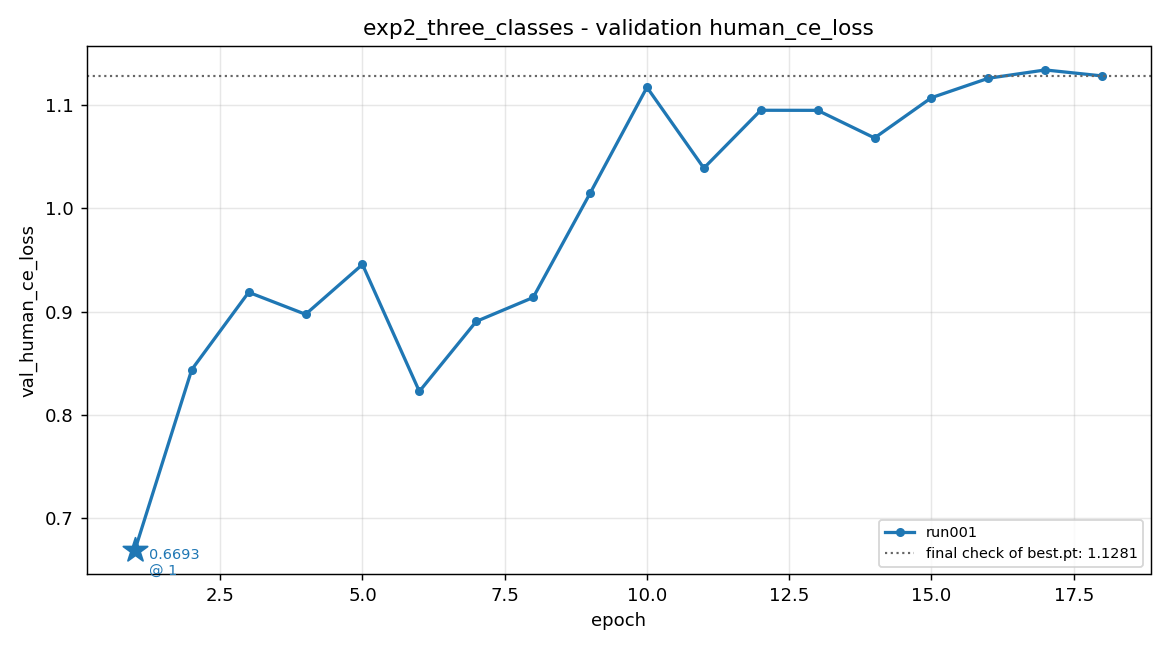 exp2_three_classes - validation human_ce_loss
val_human_ce_loss
1.1
1.0
0.9
0.8
0.7
0.6693
@ 1
run001
final check of best.pt: 1.1281
2.5
5.0
7.5
10.0
12.5
15.0
17.5
epoch